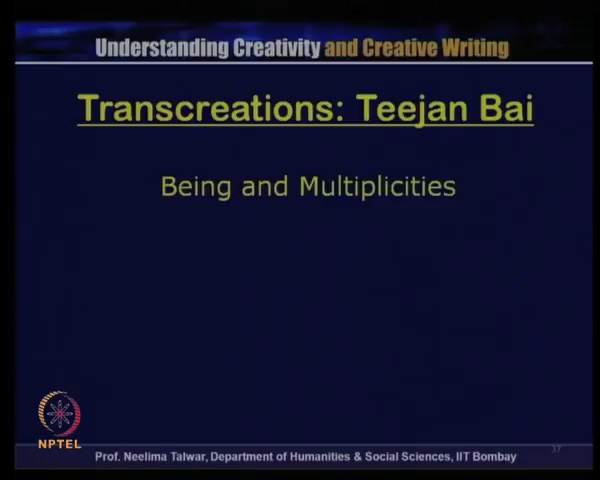 Understanding Creativity and Creative Writing
Transcreations: Teejan Bai
Being and Multiplicities
NPTEL
37
Prof. Neelima Talwar, Department of Humanities & Social Sciences, IIT Bombay